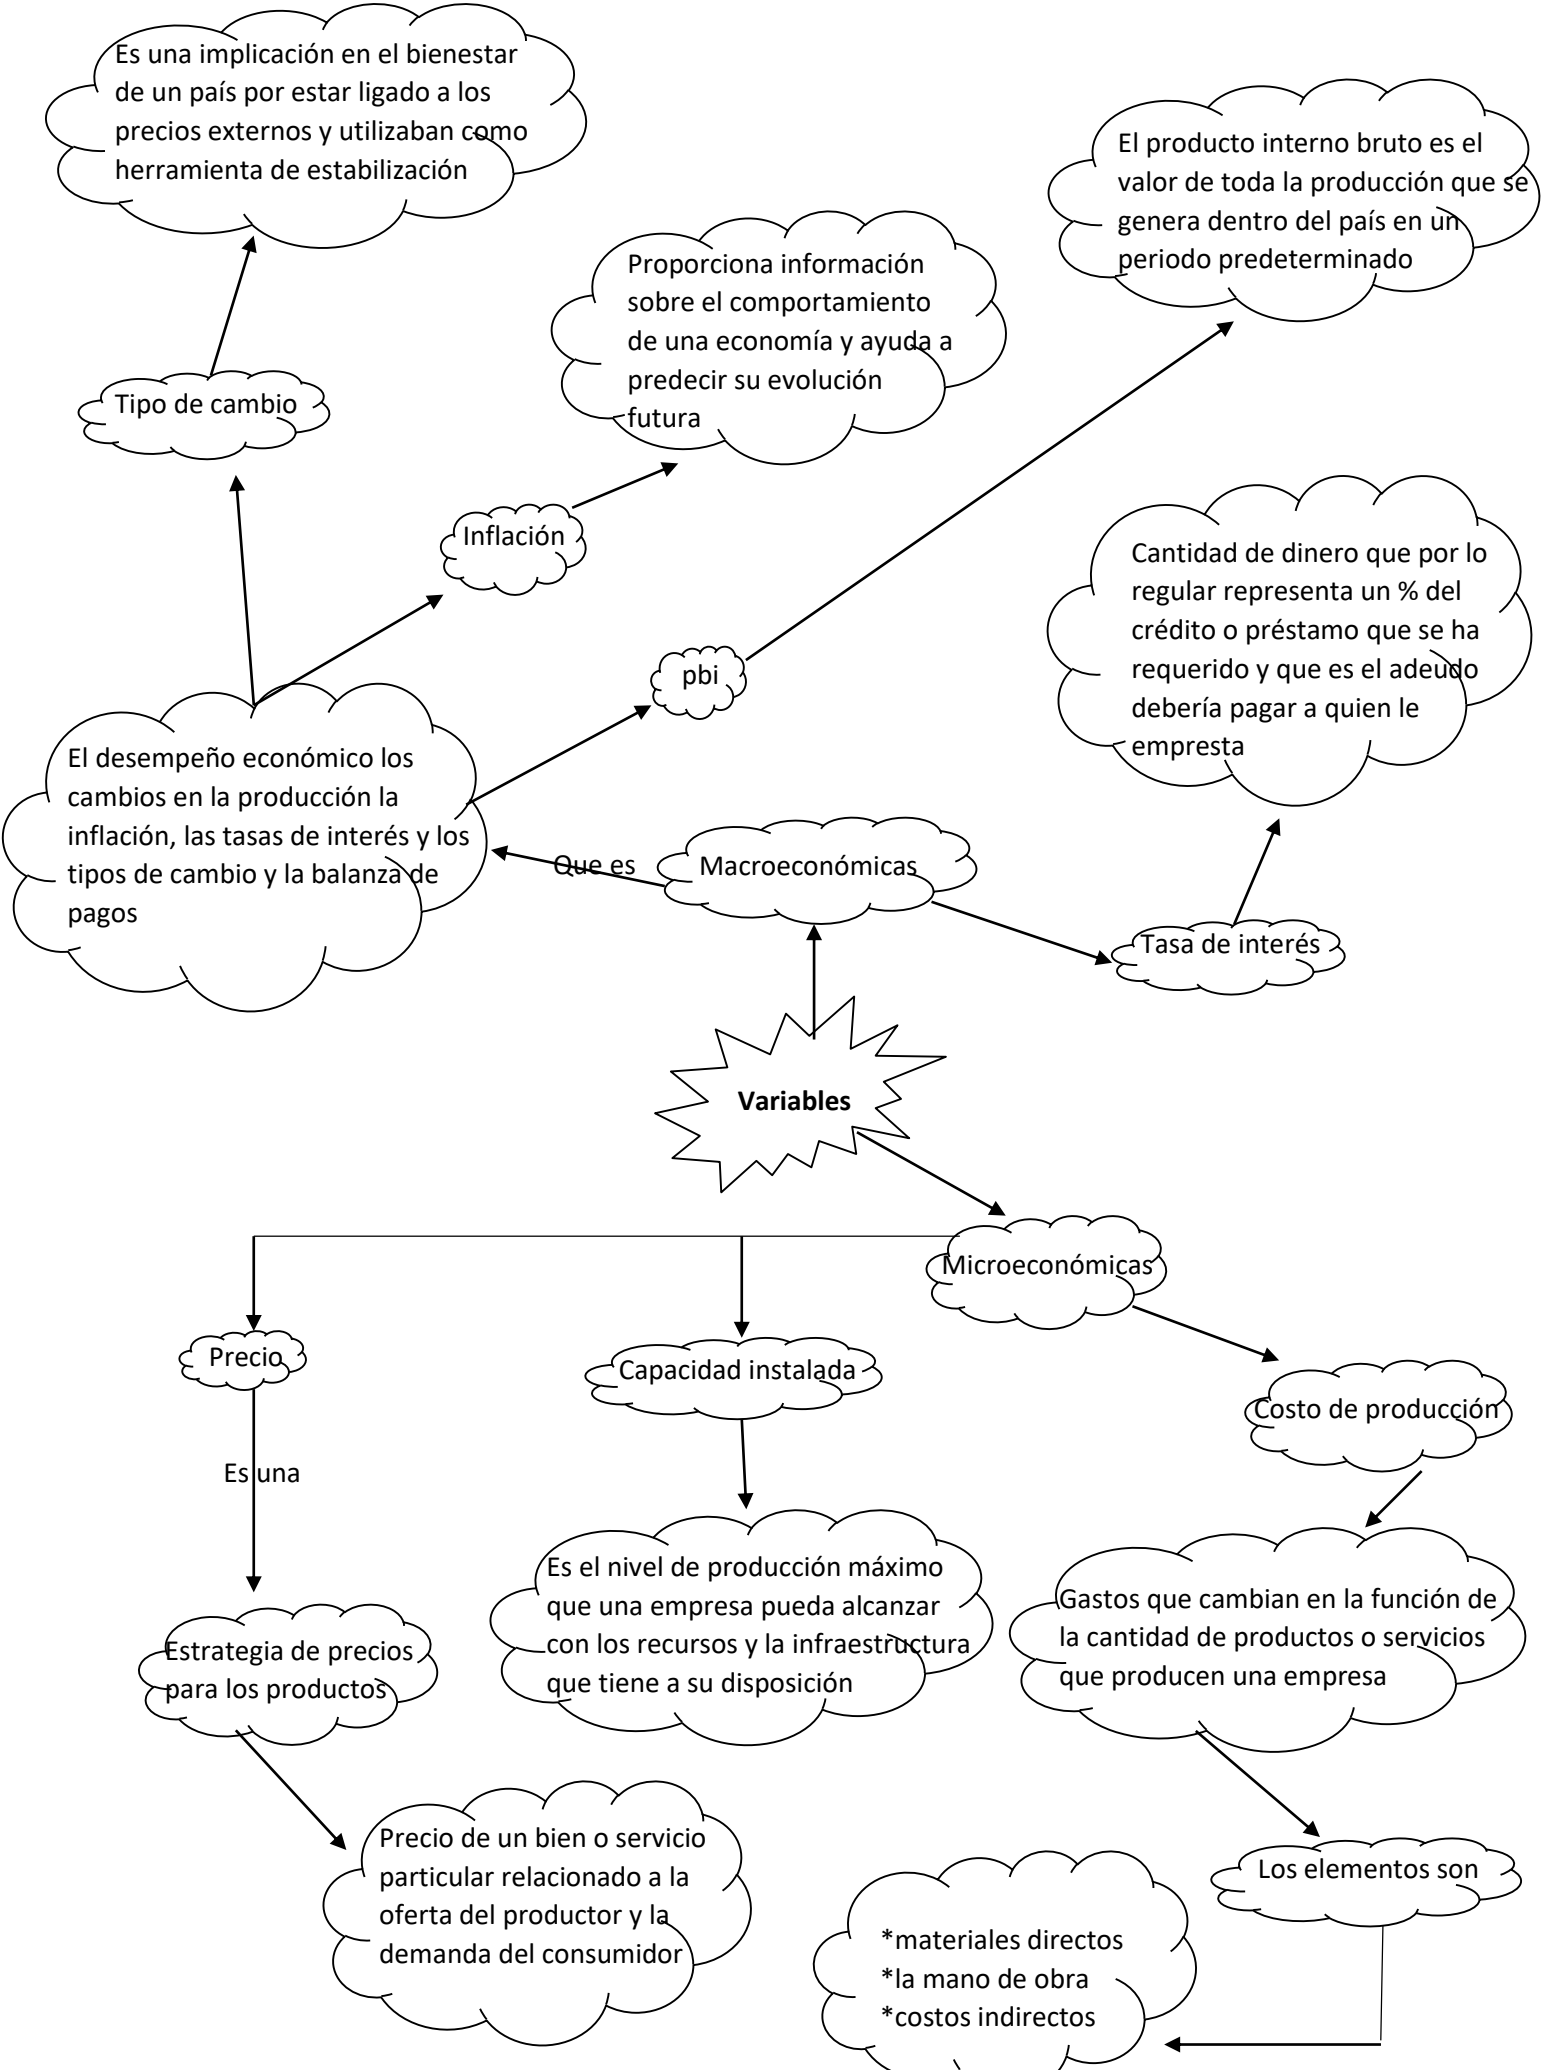 Es una implicación en el bienestar
de un país por estar ligado a los
precios externos y utilizaban como
herramienta de estabilización
El producto interno bruto es el
valor de toda la producción que se
genera dentro del país en un
periodo predeterminado
Proporciona información
sobre el comportamiento
de una economía y ayuda a
predecir su evolución
futura
Tipo de cambio
Inflación
Cantidad de dinero que por lo
regular representa un % del
crédito o préstamo que se ha
requerido y que es el adeudo
debería pagar a quien le
empresta
pbi
El desempeño económico los
cambios en la producción la
inflación, las tasas de interés y los
tipos de cambio y la balanza de
pagos
Que es
Macroeconómicas
Tasa de interés
Variables
Microeconómicas
Precio
Capacidad instalada
Costo de producción
Es una
Es el nivel de producción máximo
que una empresa pueda alcanzar
con los recursos y la infraestructura
que tiene a su disposición
Gastos que cambian en la función de
la cantidad de productos o servicios
que producen una empresa
Estrategia de precios
para los productos
Precio de un bien o servicio
particular relacionado a la
oferta del productor y la
demanda del consumidor
Los elementos son
*materiales directos
*la mano de obra
*costos indirectos